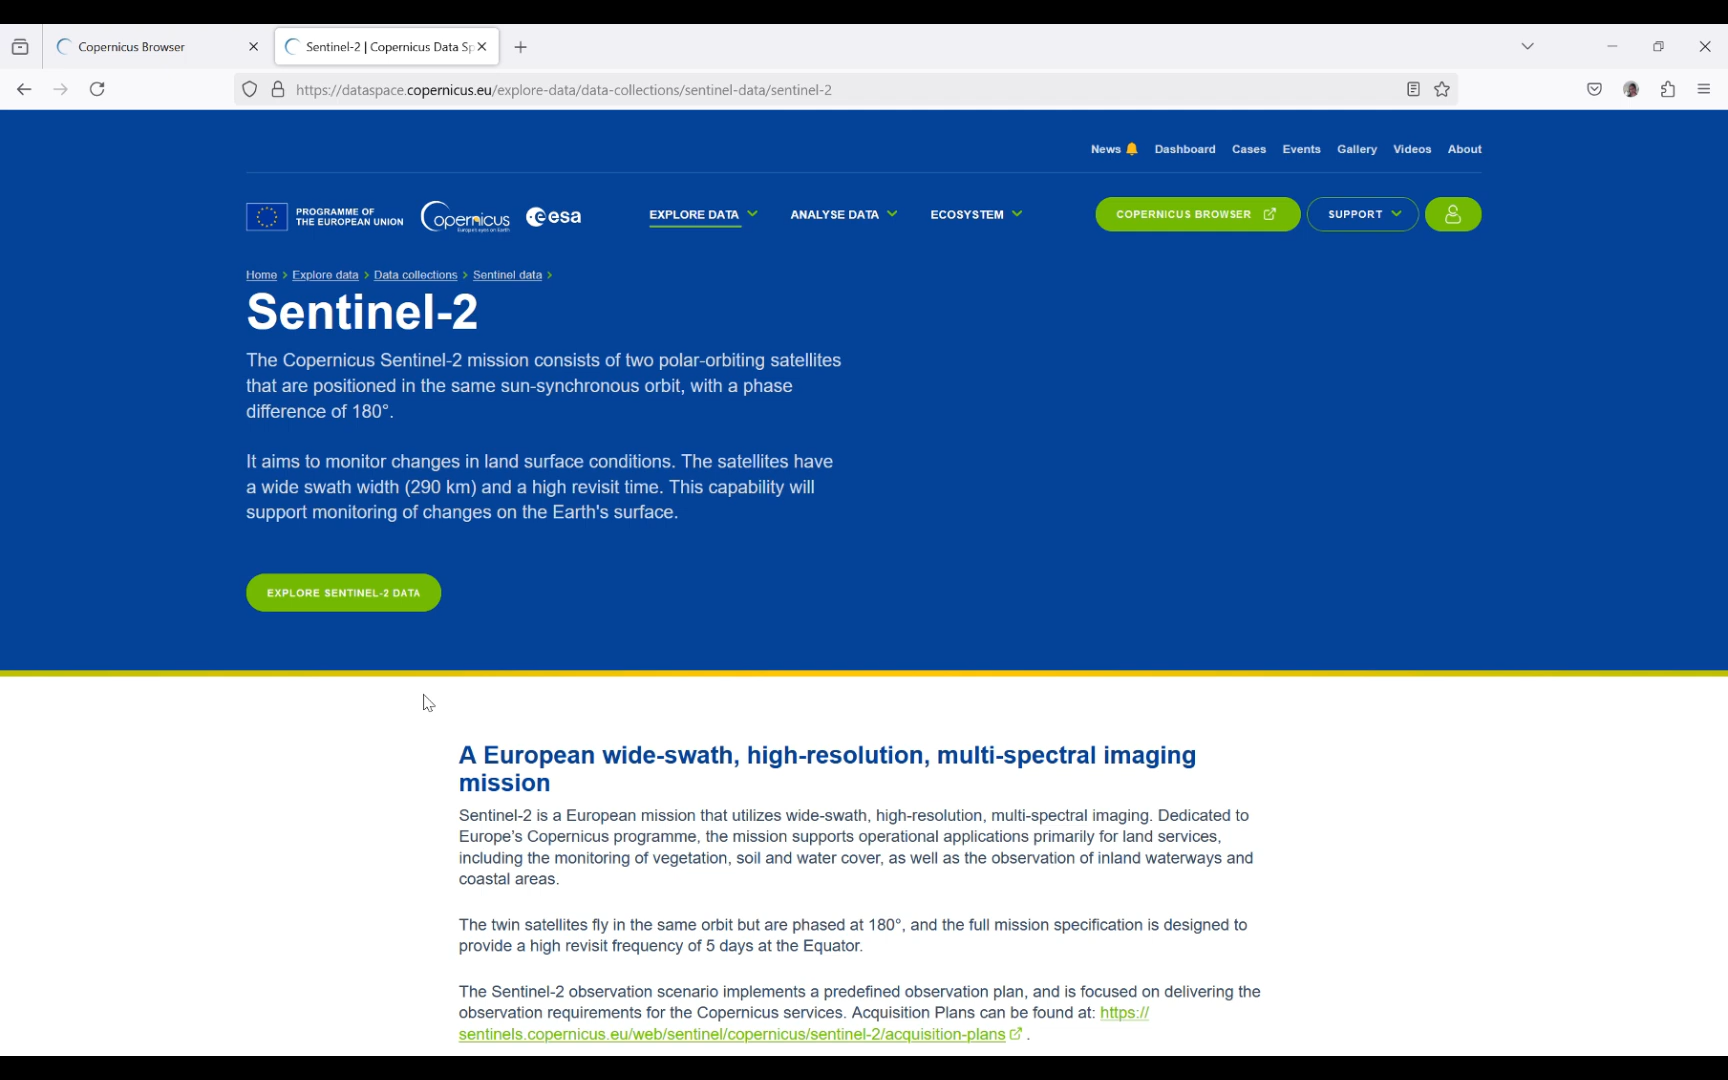 Copernicus Browser
Sentinel-2 | Copernicus Data Sp
https://dataspace.copernicus.eu/explore-data/data-collections/sentinel-data/sentinel-2
News Dashboard Cases Events Gallery Videos About
PROGRAMME OF
THE EUROPEAN UNION
opernicus
Europe's eyes on Earth
esa
EXPLORE DATA ANALYSE DATA ECOSYSTEM COPERNICUS BROWSER SUPPORT
Home > Explore data > Data collections > Sentinel data >
Sentinel-2
The Copernicus Sentinel-2 mission consists of two polar-orbiting satellites
that are positioned in the same sun-synchronous orbit, with a phase
difference of 180°.
It aims to monitor changes in land surface conditions. The satellites have
a wide swath width (290 km) and a high revisit time. This capability will
support monitoring of changes on the Earth's surface.
EXPLORE SENTINEL-2 DATA
A European wide-swath, high-resolution, multi-spectral imaging
mission
Sentinel-2 is a European mission that utilizes wide-swath, high-resolution, multi-spectral imaging. Dedicated to
Europe's Copernicus programme, the mission supports operational applications primarily for land services,
including the monitoring of vegetation, soil and water cover, as well as the observation of inland waterways and
coastal areas.
The twin satellites fly in the same orbit but are phased at 180°, and the full mission specification is designed to
provide a high revisit frequency of 5 days at the Equator.
The Sentinel-2 observation scenario implements a predefined observation plan, and is focused on delivering the
observation requirements for the Copernicus services. Acquisition Plans can be found at: https://
sentinels.copernicus.eu/web/sentinel/copernicus/sentinel-2/acquisition-plans .